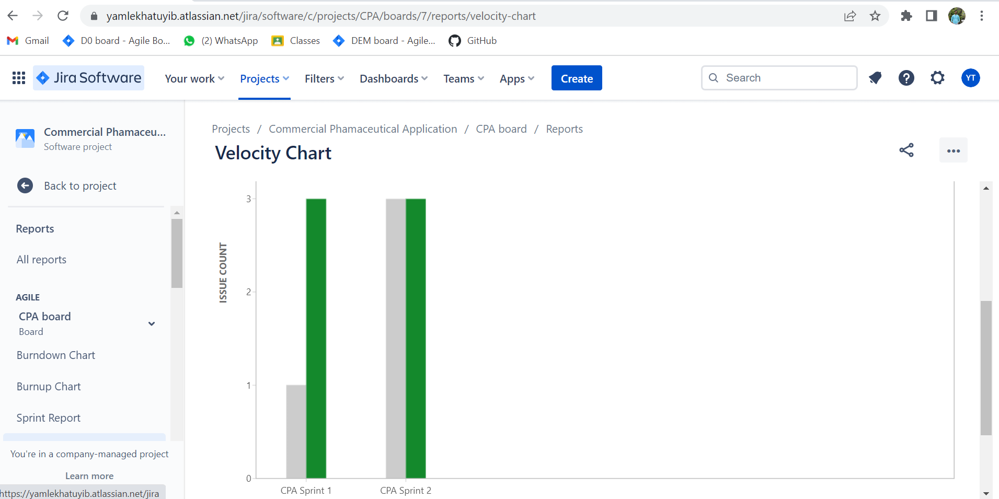 yamlekhatuyib.atlassian.net/jira/software/c/projects/CPA/boards/7/reports/velocity-chart
Gmail D0 board - Agile Bo... (2) WhatsApp Classes DEM board - Agile... GitHub
Jira Software Your work Projects Filters Dashboards Teams Apps Create Search ? YT
Commercial Phamaceu...
Software project
Back to project
Reports
All reports
AGILE
CPA board
Board
Burndown Chart
Burnup Chart
Sprint Report
You're in a company-managed project
Learn more
https://yamlekhatuyib.atlassian.net/jira
Projects / Commercial Phamaceutical Application / CPA board / Reports
Velocity Chart
ISSUE COUNT
3
2
1
0
CPA Sprint 1 CPA Sprint 2